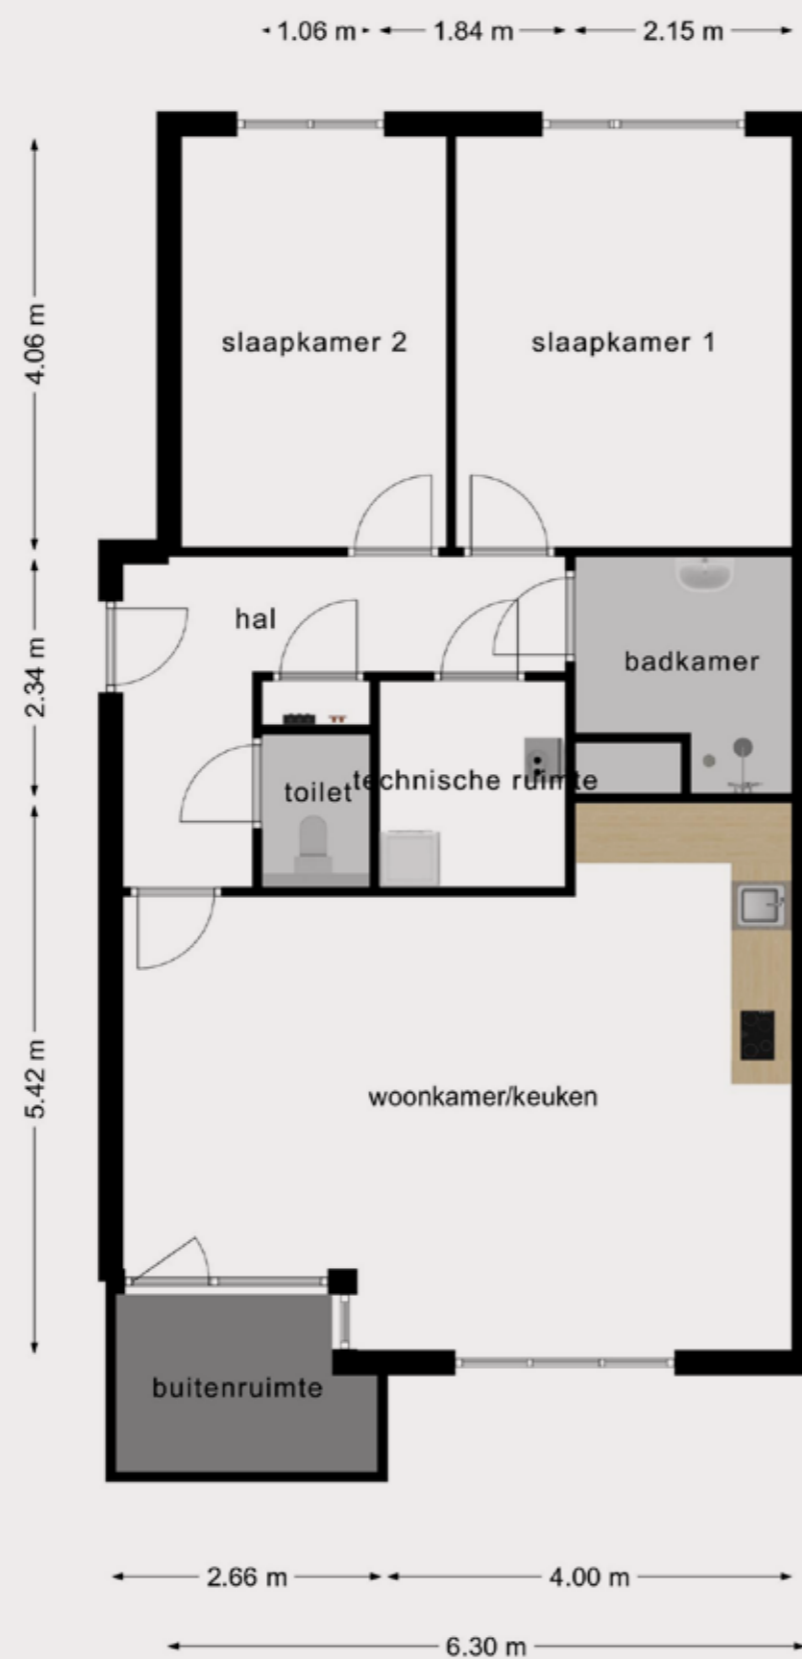 1.06 m
1.84 m
2.15 m
4.06 m
slaapkamer 2
slaapkamer 1
2.34 m
hal
badkamer
toilet
technische ruimte
5.42 m
woonkamer/keuken
buitenruimte
2.66 m
4.00 m
6.30 m